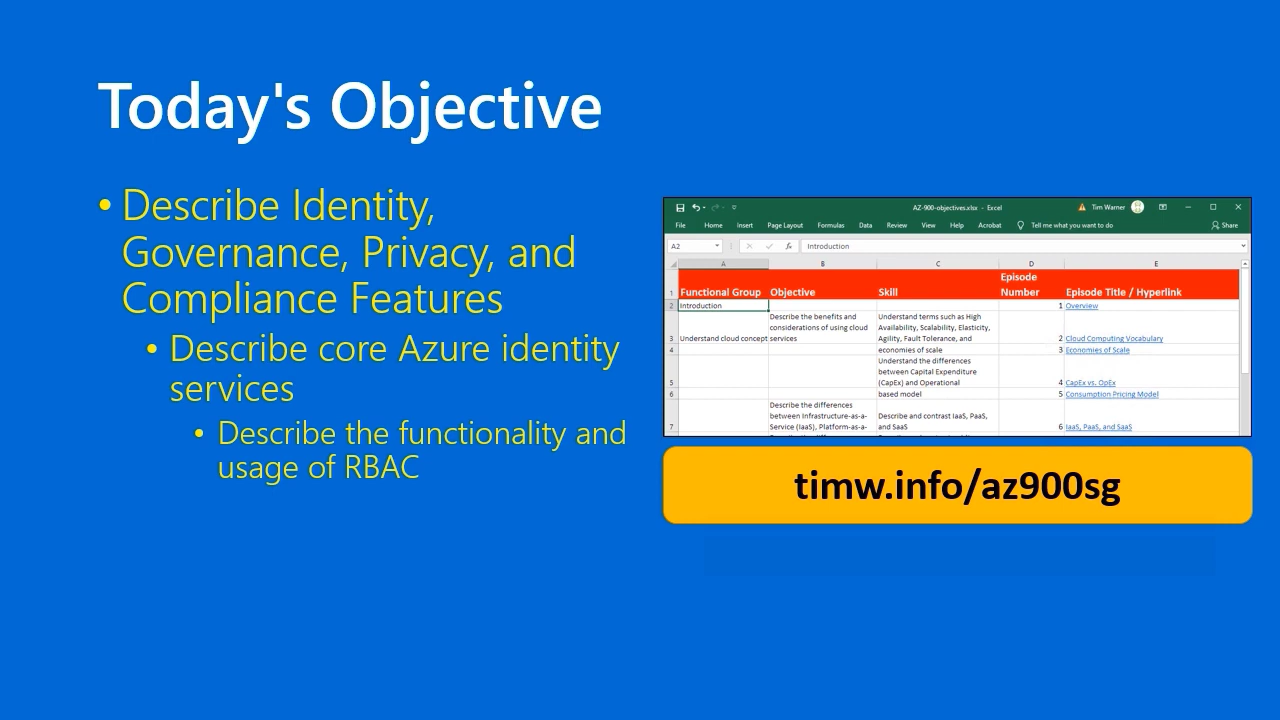 Today's Objective
• Describe Identity,
Governance, Privacy, and
Compliance Features
• Describe core Azure identity
services
• Describe the functionality and
usage of RBAC
AZ-900-objectives.xlsx - Excel
Tim Warner
File Home Insert Page Layout Formulas Data Review View Help Acrobat Tell me what you want to do Share
A2 fx Introduction
A B C D E
1 Functional Group Objective Skill Episode Number Episode Title / Hyperlink
2 Introduction 1 Overview
3 Understand cloud concept Describe the benefits and considerations of using cloud services Understand terms such as High Availability, Scalability, Elasticity, Agility, Fault Tolerance, and 2 Cloud Computing Vocabulary
4 economies of scale 3 Economies of Scale
5 Understand the differences between Capital Expenditure (CapEx) and Operational 4 CapEx vs. OpEx
6 based model 5 Consumption Pricing Model
7 Describe the differences between Infrastructure-as-a-Service (IaaS), Platform-as-a- Describe and contrast IaaS, PaaS, and SaaS 6 IaaS, PaaS, and SaaS
timw.info/az900sg